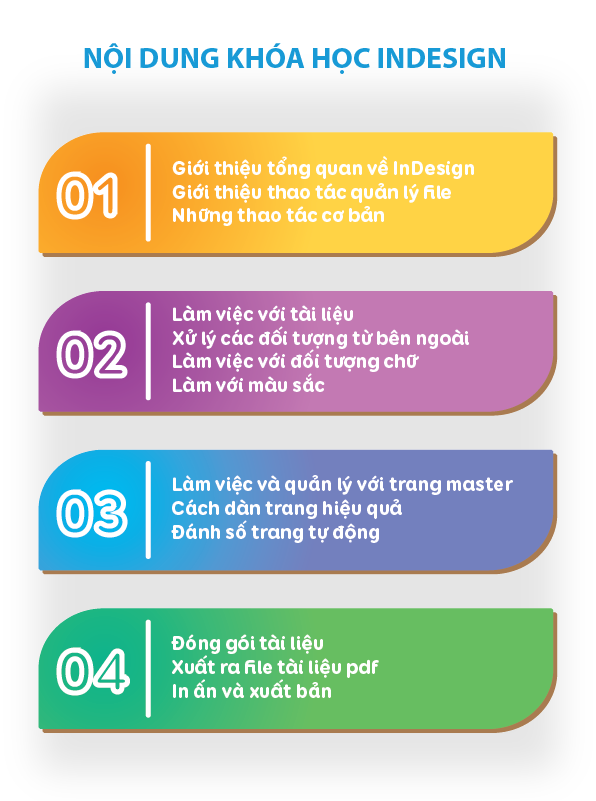 NỘI DUNG KHÓA HỌC INDESIGN
01
Giới thiệu tổng quan về InDesign
Giới thiệu thao tác quản lý file
Những thao tác cơ bản
02
Làm việc với tài liệu
Xử lý các đối tượng từ bên ngoài
Làm việc với đối tượng chữ
Làm với màu sắc
03
Làm việc và quản lý với trang master
Cách dàn trang hiệu quả
Đánh số trang tự động
04
Đóng gói tài liệu
Xuất ra file tài liệu pdf
In ấn và xuất bản